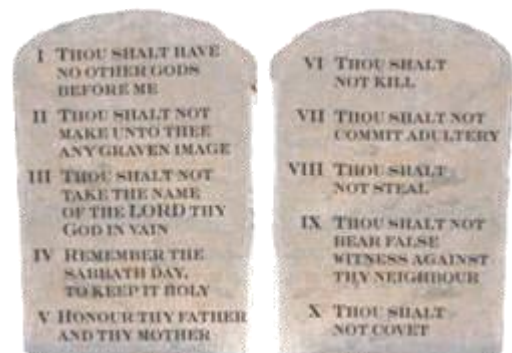 I THOU SHALT HAVE
NO OTHER GODS
BEFORE ME
II THOU SHALT NOT
MAKE UNTO THEE
ANY GRAVEN IMAGE
III THOU SHALT NOT
TAKE THE NAME
OF THE LORD THY
GOD IN VAIN
IV REMEMBER THE
SABBATH DAY,
TO KEEP IT HOLY
V HONOUR THY FATHER
AND THY MOTHER
VI THOU SHALT
NOT KILL
VII THOU SHALT NOT
COMMIT ADULTERY
VIII THOU SHALT
NOT STEAL
IX THOU SHALT NOT
BEAR FALSE
WITNESS AGAINST
THY NEIGHBOUR
X THOU SHALT
NOT COVET